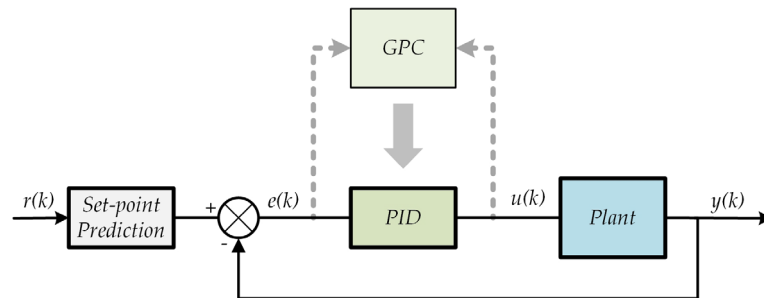 GPC
r(k)
Set-point
Prediction
+
-
e(k)
PID
u(k)
Plant
y(k)